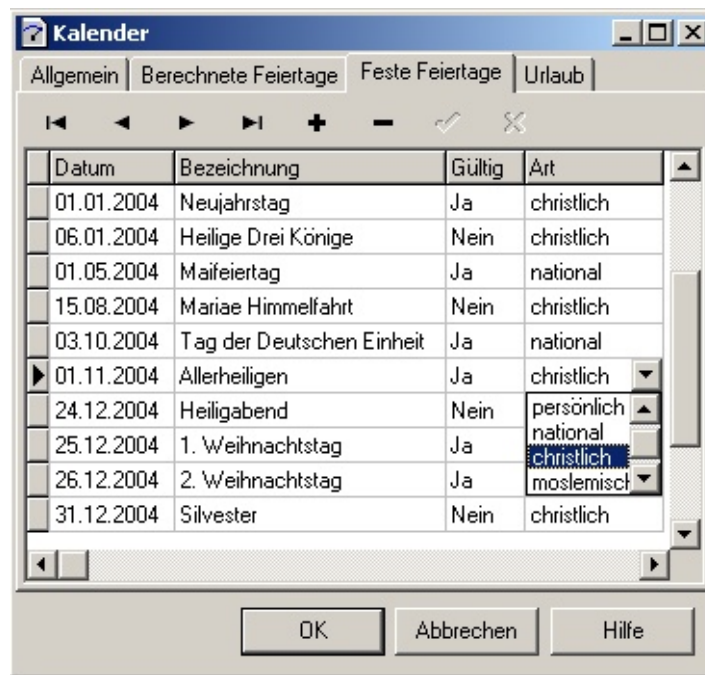 Kalender
Allgemein Berechnete Feiertage Feste Feiertage Urlaub
Datum Bezeichnung Gültig Art
01.01.2004 Neujahrstag Ja christlich
06.01.2004 Heilige Drei Könige Nein christlich
01.05.2004 Maifeiertag Ja national
15.08.2004 Mariae Himmelfahrt Nein christlich
03.10.2004 Tag der Deutschen Einheit Ja national
01.11.2004 Allerheiligen Ja christlich
24.12.2004 Heiligabend Nein persönlich
national
25.12.2004 1. Weihnachtstag Ja christlich
26.12.2004 2. Weihnachtstag Ja moslemisch
31.12.2004 Silvester Nein christlich
OK Abbrechen Hilfe